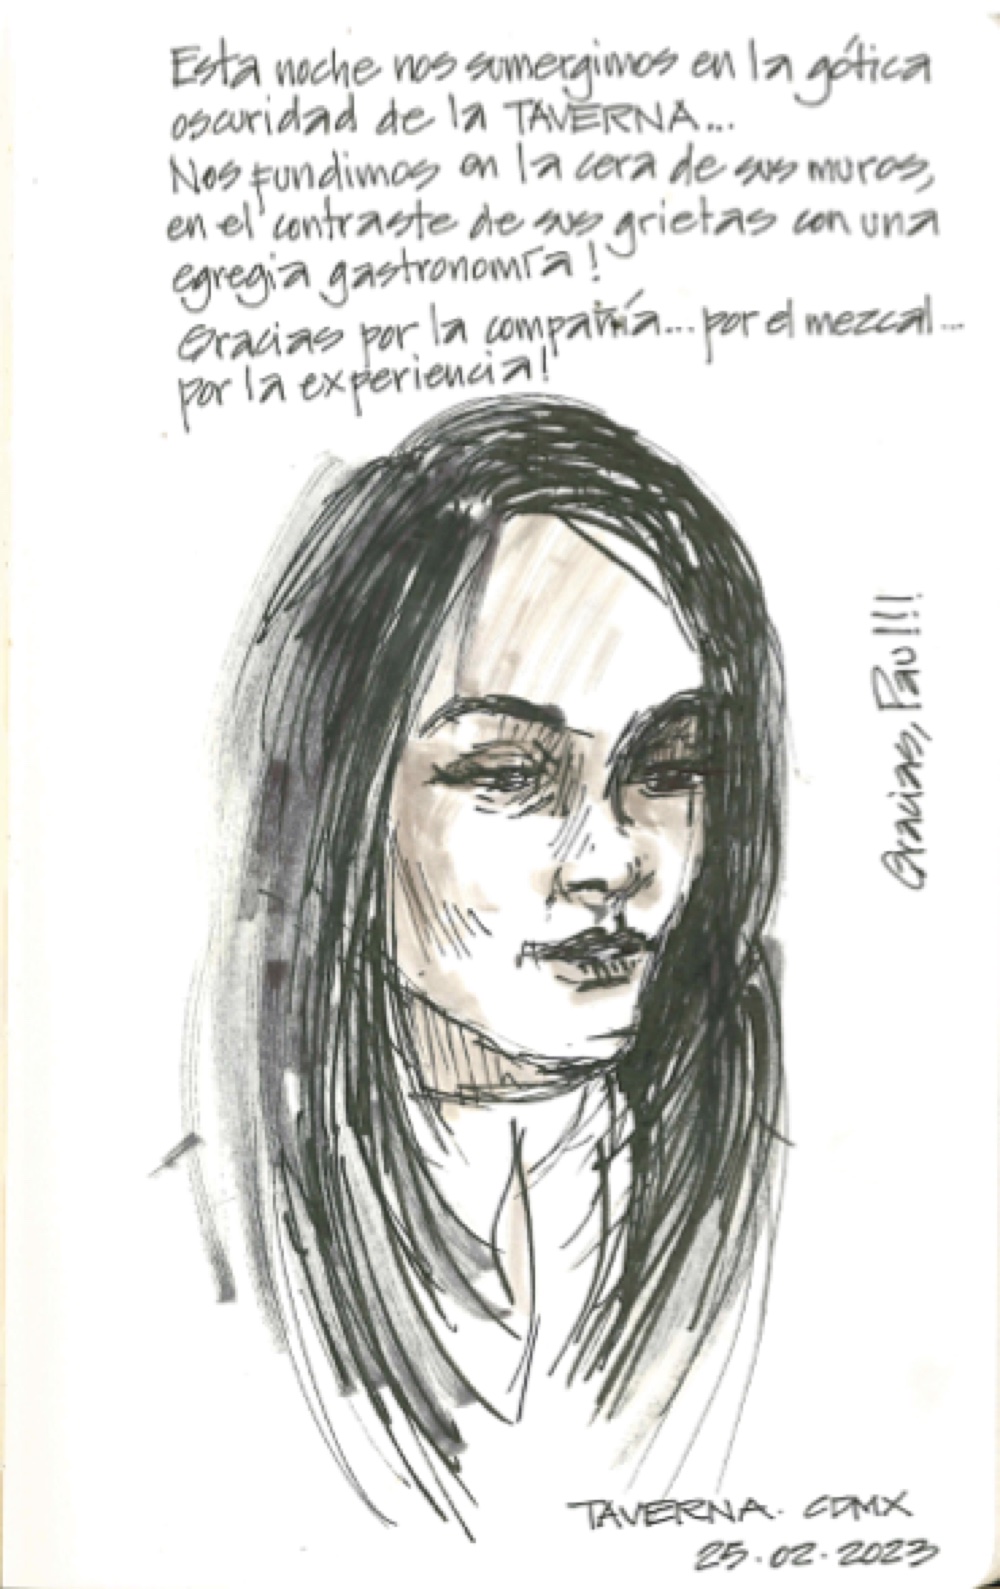 Esta noche nos sumergimos en la gótica
oscuridad de la TAVERNA...
Nos fundimos en la cera de sus muros,
en el contraste de sus grietas con una
egregia gastronomía!
Gracias por la compañía... por el mezcal...
por la experiencia!
Gracias, Pau!!!
TAVERNA. CDMX
25.02.2023